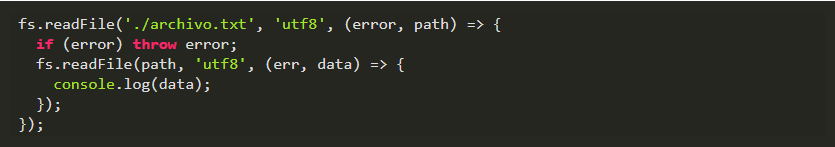 fs.readFile('./archivo.txt', 'utf8', (error, path) => {
  if (error) throw error;
  fs.readFile(path, 'utf8', (err, data) => {
    console.log(data);
  });
});